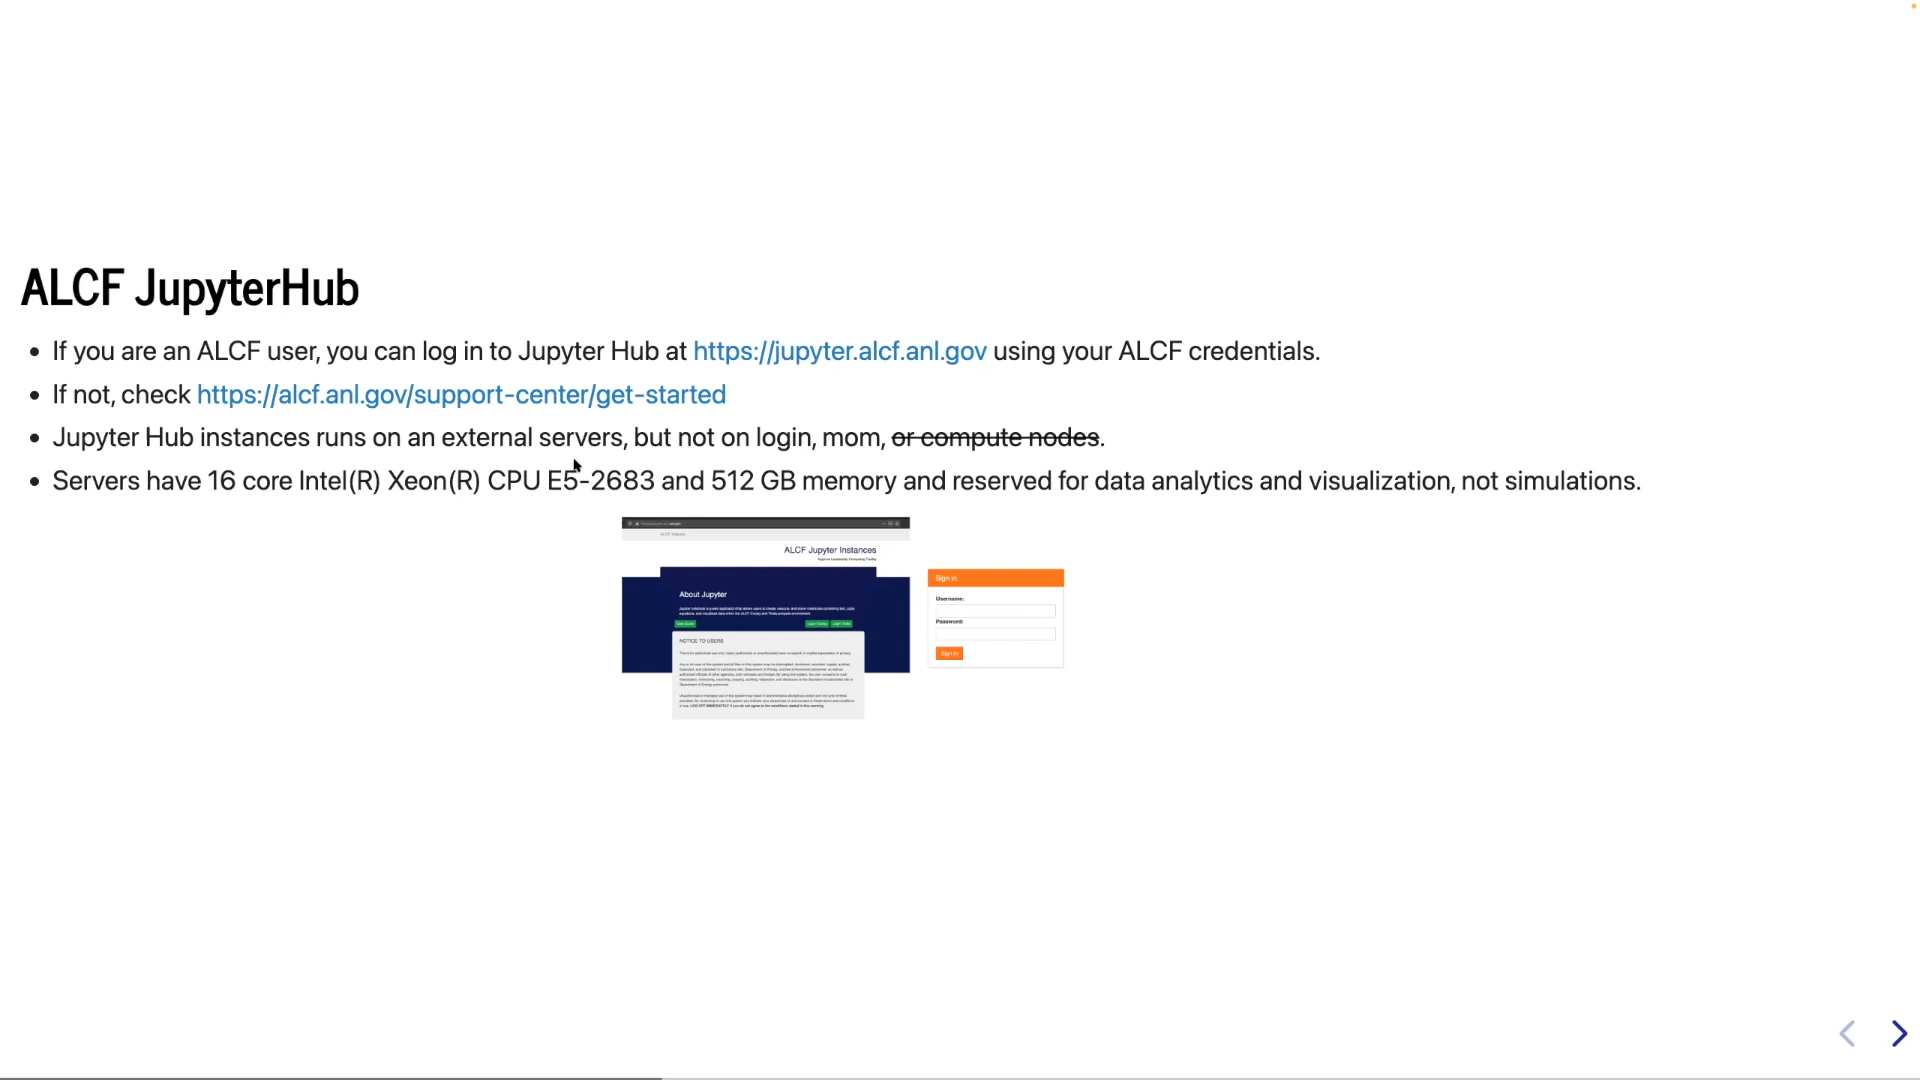 ALCF JupyterHub
If you are an ALCF user, you can log in to Jupyter Hub at https://jupyter.alcf.anl.gov using your ALCF credentials.
If not, check https://alcf.anl.gov/support-center/get-started
Jupyter Hub instances runs on an external servers, but not on login, mom, or compute nodes.
Servers have 16 core Intel(R) Xeon(R) CPU E5-2683 and 512 GB memory and reserved for data analytics and visualization, not simulations.
ALCF Jupyter Instances
Argonne Leadership Computing Facility
About Jupyter
NOTICE TO USERS
Sign in
Username:
Password:
Sign in